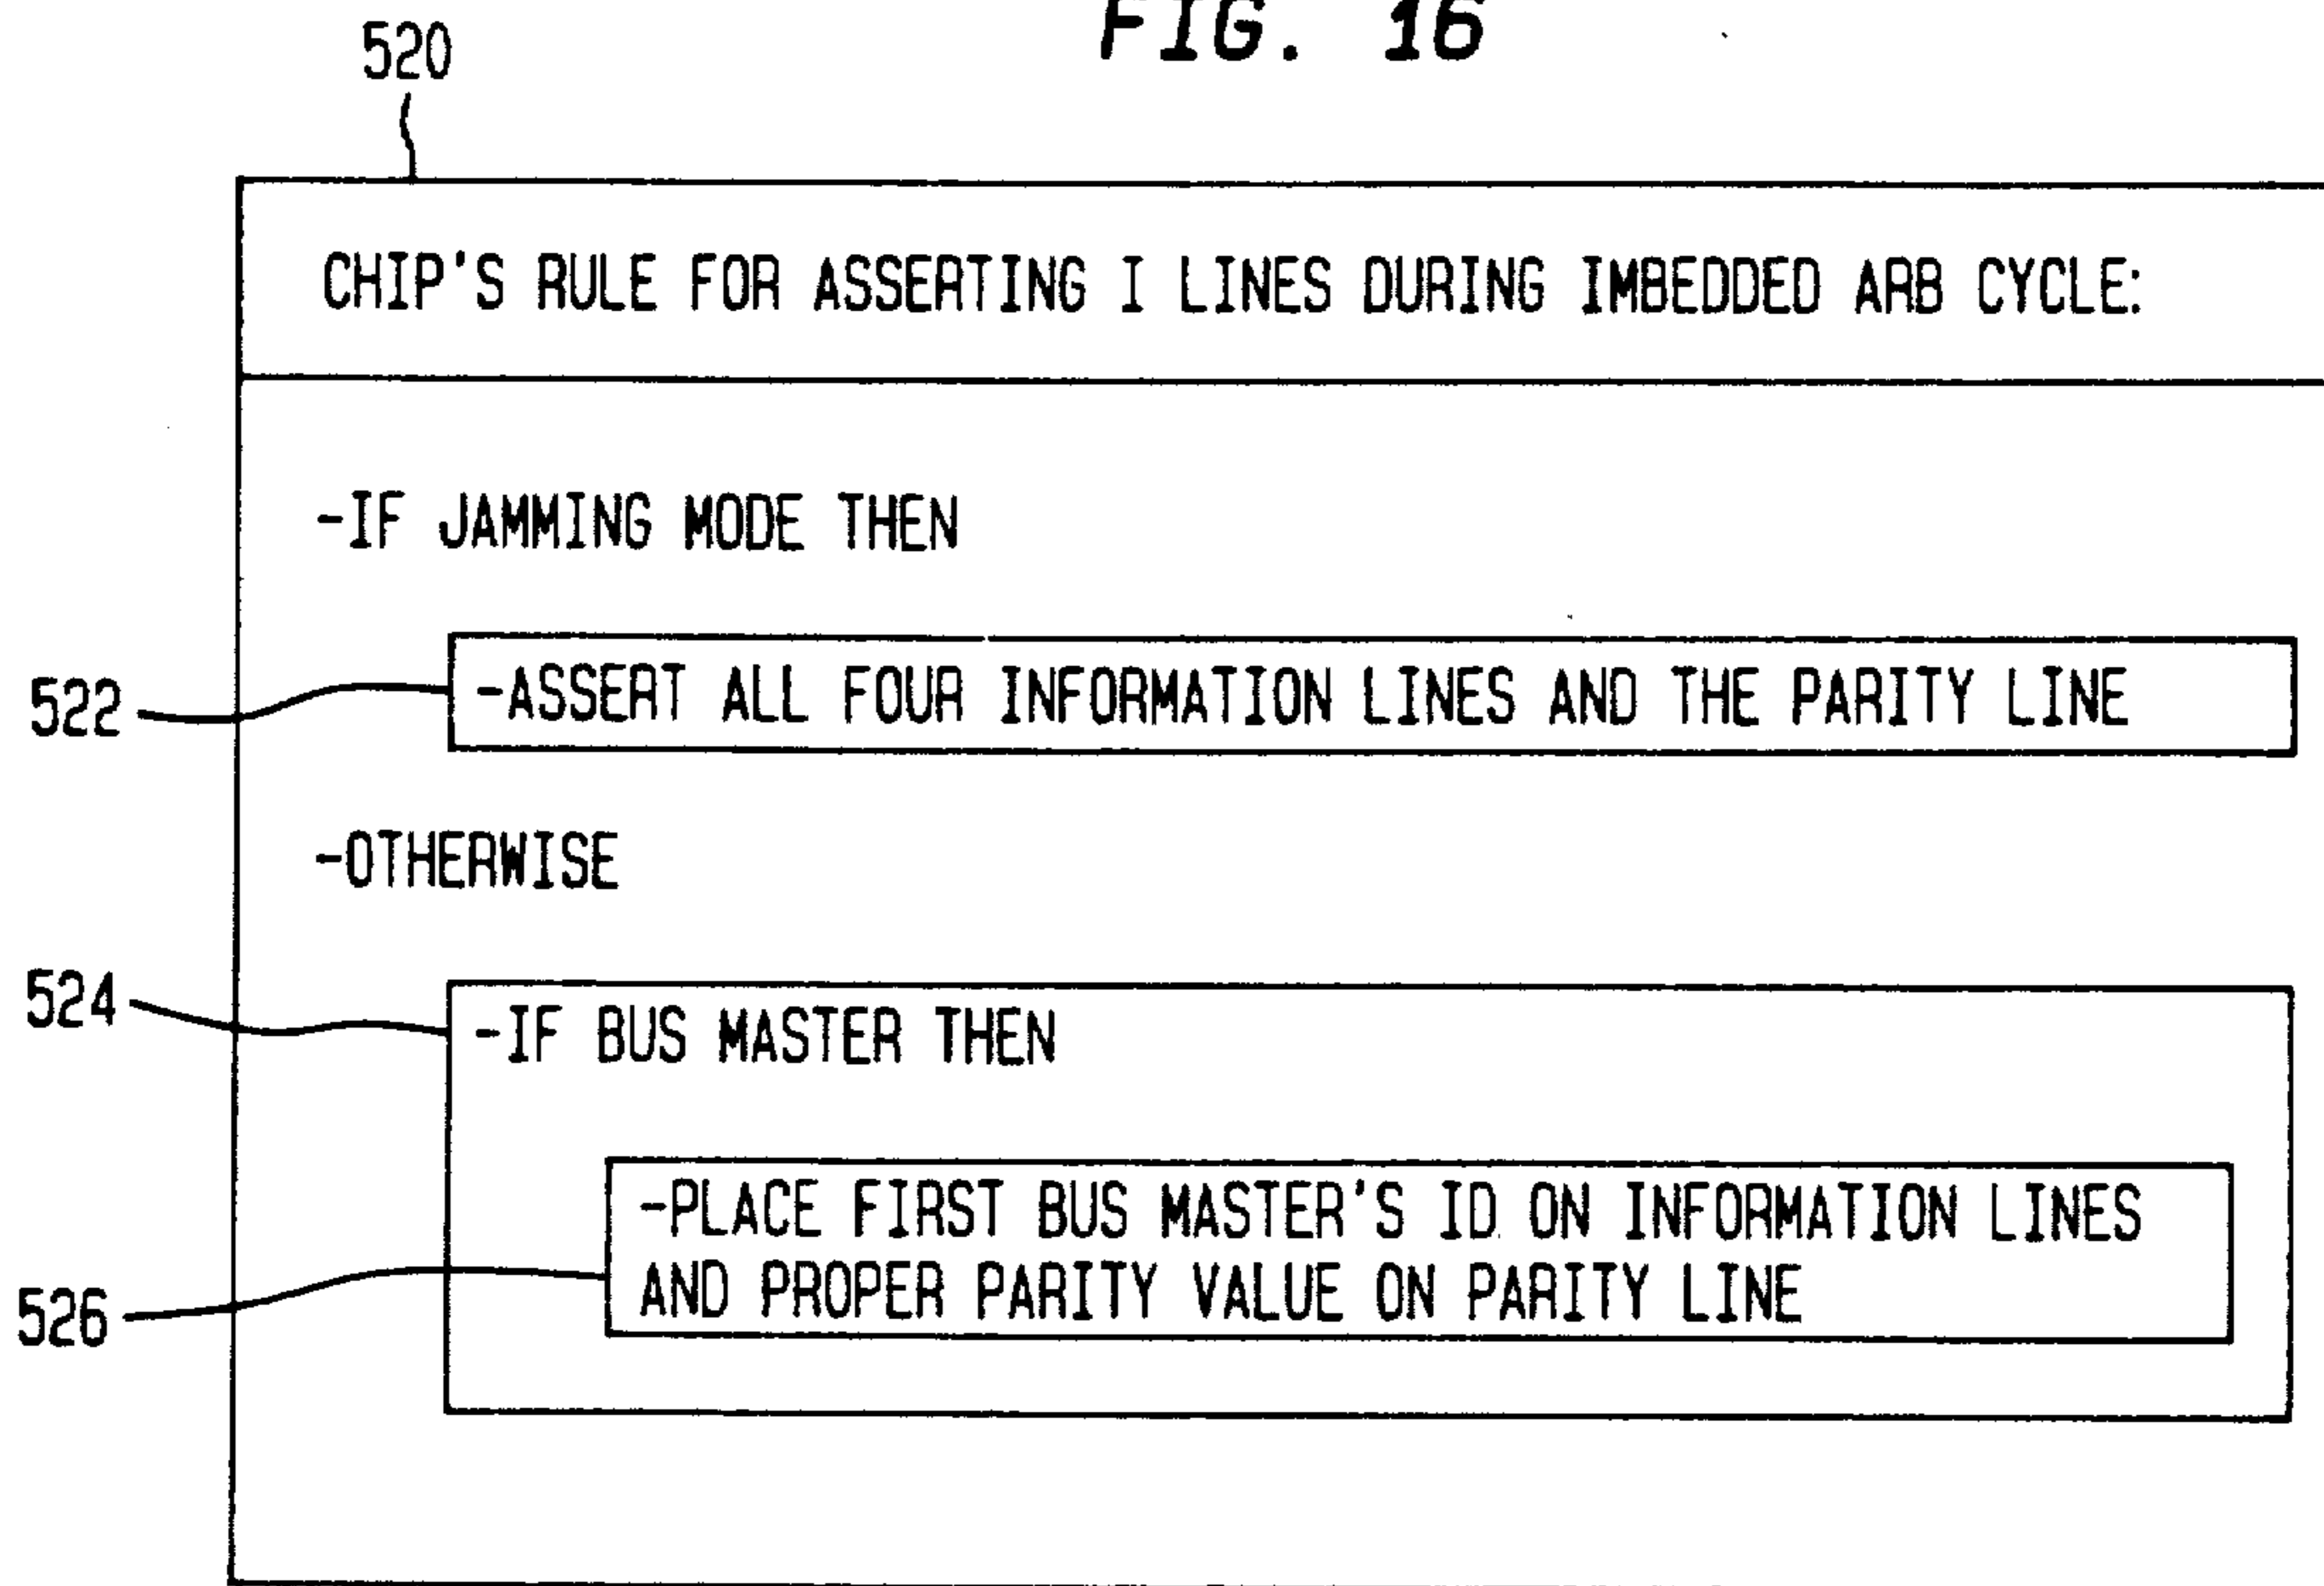 FIG. 16
520
CHIP'S RULE FOR ASSERTING I LINES DURING IMBEDDED ARB CYCLE:
-IF JAMMING MODE THEN
522
-ASSERT ALL FOUR INFORMATION LINES AND THE PARITY LINE
-OTHERWISE
524
-IF BUS MASTER THEN
-PLACE FIRST BUS MASTER'S ID ON INFORMATION LINES
AND PROPER PARITY VALUE ON PARITY LINE
526